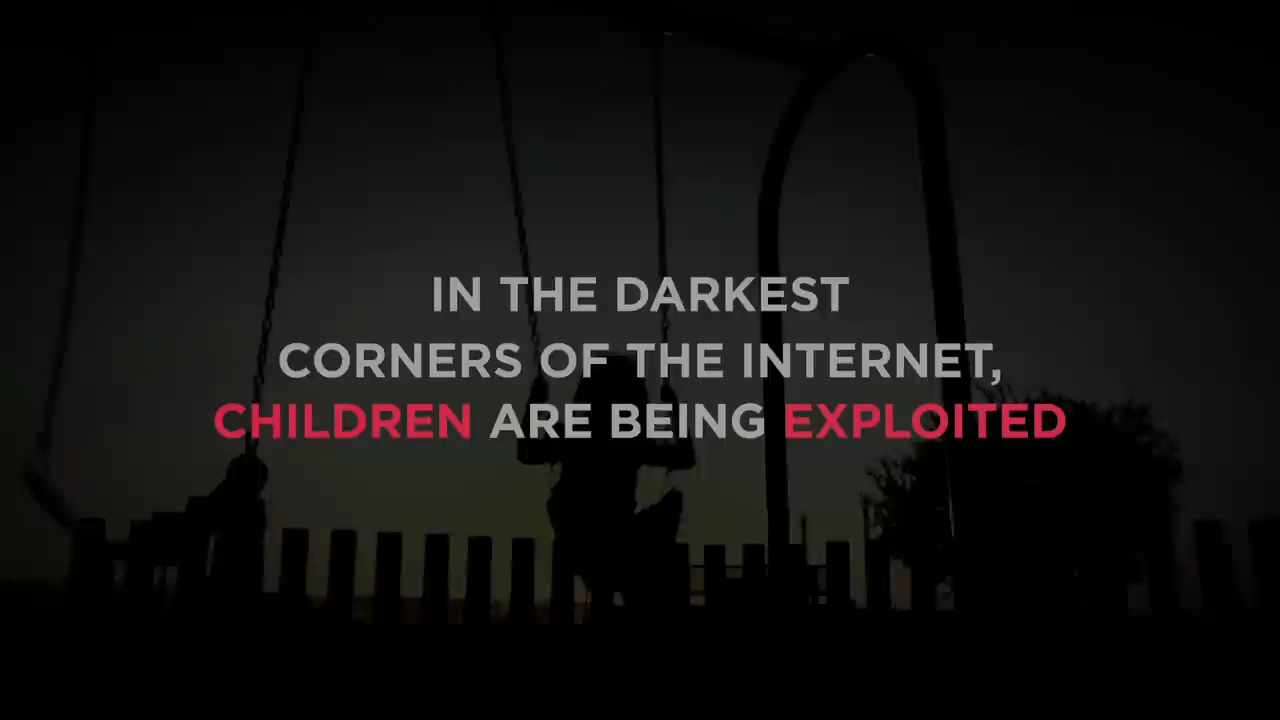 IN THE DARKEST
CORNERS OF THE INTERNET,
CHILDREN ARE BEING EXPLOITED